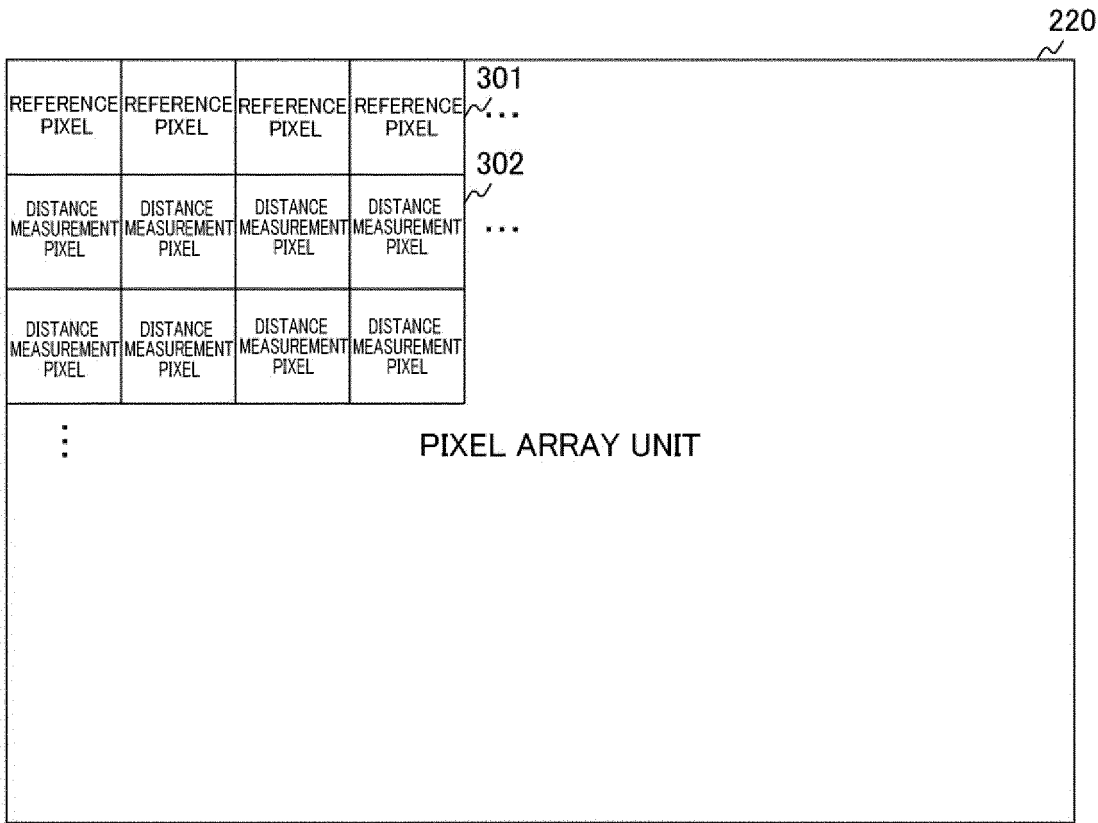 220
301
REFERENCE PIXEL
REFERENCE PIXEL
REFERENCE PIXEL
REFERENCE PIXEL
...
302
DISTANCE MEASUREMENT PIXEL
DISTANCE MEASUREMENT PIXEL
DISTANCE MEASUREMENT PIXEL
DISTANCE MEASUREMENT PIXEL
...
DISTANCE MEASUREMENT PIXEL
DISTANCE MEASUREMENT PIXEL
DISTANCE MEASUREMENT PIXEL
DISTANCE MEASUREMENT PIXEL
⋮
PIXEL ARRAY UNIT